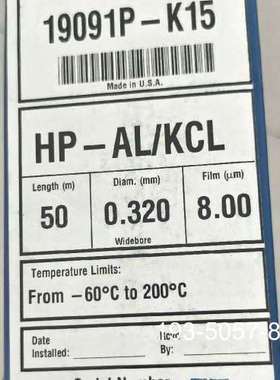 19091P-K15
Made in U.S.A.
HP-AL/KCL
Length (m) Diam. (mm) Film (µm)
50 0.320 8.00
Widebore
Temperature Limits:
From -60°C to 200°C
Date
Installed: By: